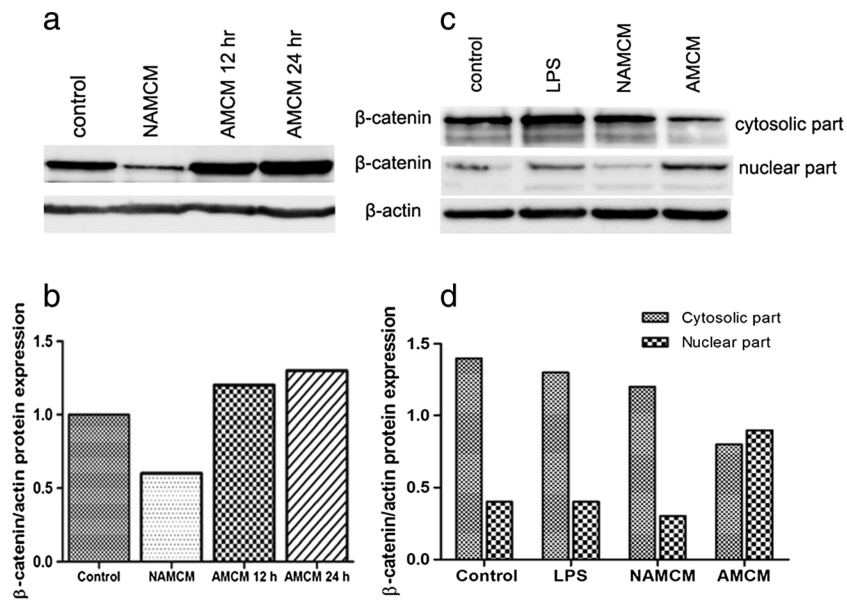 a
control
NAMCM
AMCM 12 hr
AMCM 24 hr
β-catenin
β-actin
c
control
LPS
NAMCM
AMCM
β-catenin
cytosolic part
nuclear part
b
β-catenin/actin protein expression
1.5
1.0
0.5
0.0
Control
NAMCM
AMCM 12 h
AMCM 24 h
d
Cytosolic part
Nuclear part
β-catenin/actin protein expression
1.5
1.0
0.5
0.0
Control
LPS
NAMCM
AMCM